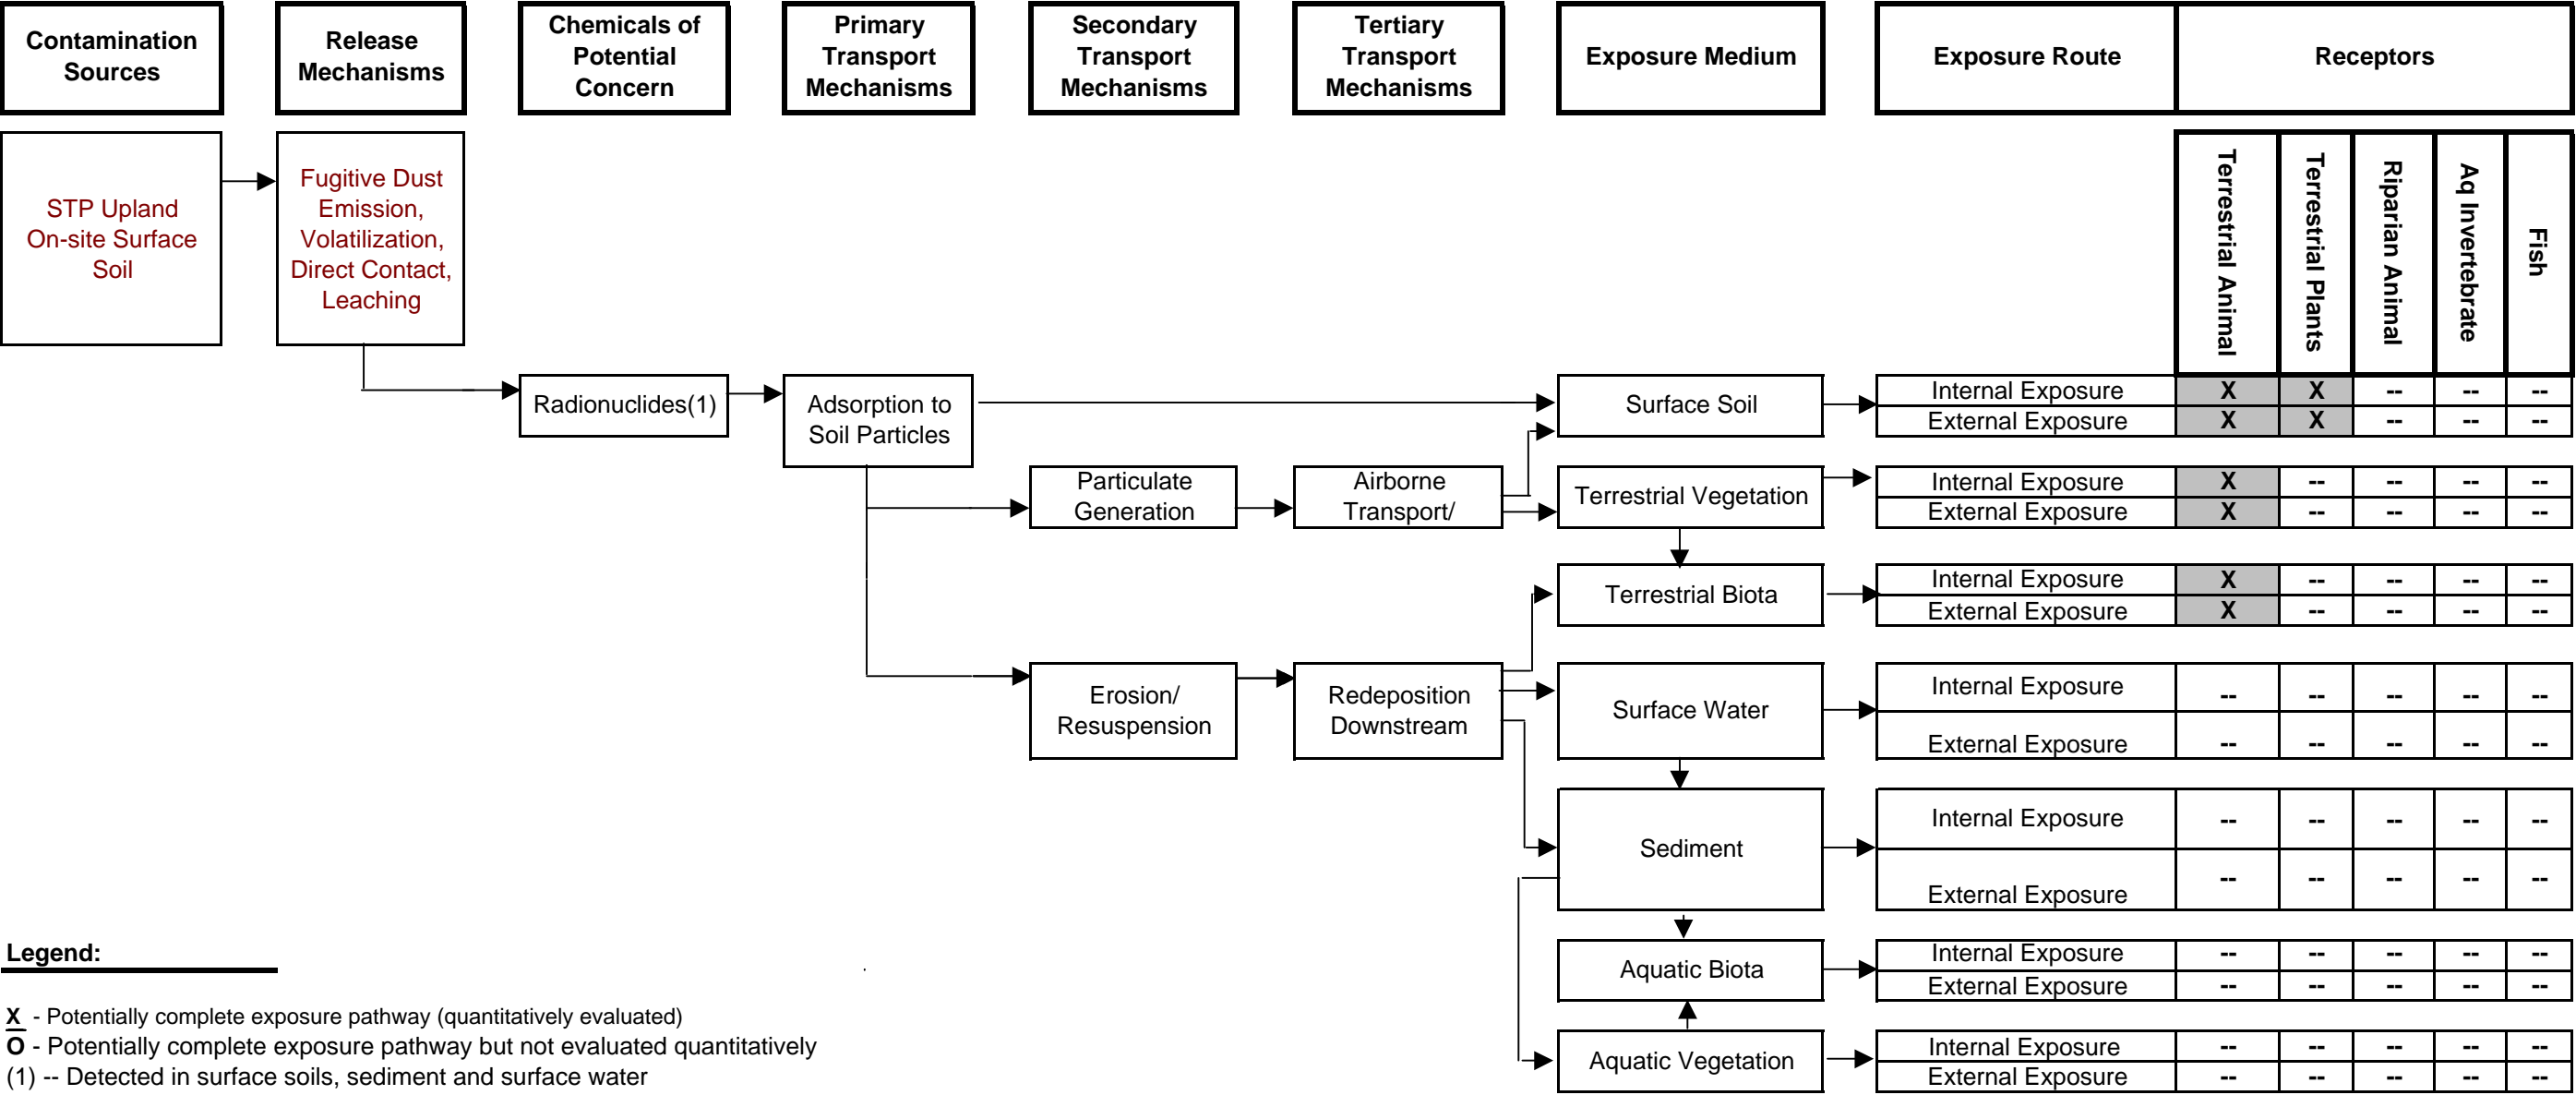 Contamination
Sources
Release
Mechanisms
Chemicals of
Potential
Concern
Primary
Transport
Mechanisms
Secondary
Transport
Mechanisms
Tertiary
Transport
Mechanisms
Exposure Medium
Exposure Route
Receptors
STP Upland
On-site Surface
Soil
Fugitive Dust
Emission,
Volatilization,
Direct Contact,
Leaching
Terrestrial Animal
Terrestrial Plants
Riparian Animal
Aq Invertebrate
Fish
Radionuclides(1)
Adsorption to
Soil Particles
Surface Soil
Internal Exposure X X -- -- --
External Exposure X X -- -- --
Particulate
Generation
Airborne
Transport/
Terrestrial Vegetation
Internal Exposure X -- -- -- --
External Exposure X -- -- -- --
Terrestrial Biota
Internal Exposure X -- -- -- --
External Exposure X -- -- -- --
Erosion/
Resuspension
Redeposition
Downstream
Surface Water
Internal Exposure -- -- -- -- --
External Exposure -- -- -- -- --
Sediment
Internal Exposure -- -- -- -- --
External Exposure -- -- -- -- --
Aquatic Biota
Internal Exposure -- -- -- -- --
External Exposure -- -- -- -- --
Aquatic Vegetation
Internal Exposure -- -- -- -- --
External Exposure -- -- -- -- --
Legend:
X - Potentially complete exposure pathway (quantitatively evaluated)
O - Potentially complete exposure pathway but not evaluated quantitatively
(1) -- Detected in surface soils, sediment and surface water